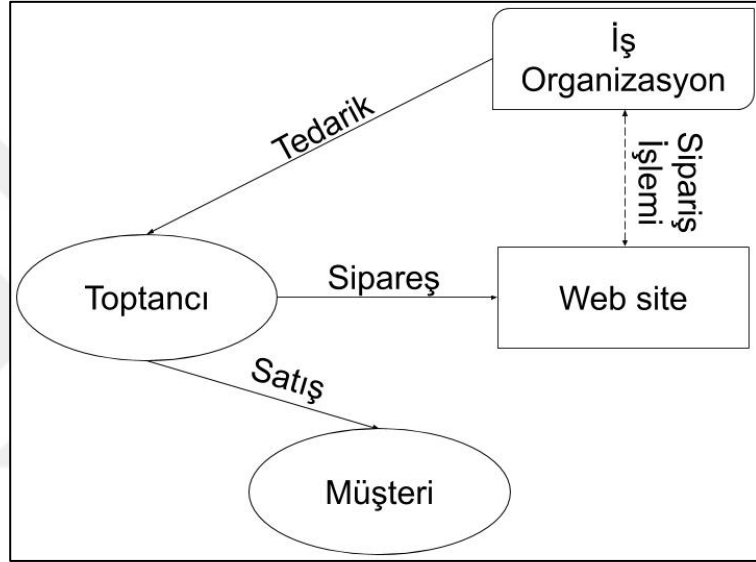 İş
Organizasyon
Tedarik
Sipariş
İşlemi
Toptancı
Sipareş
Web site
Satış
Müşteri